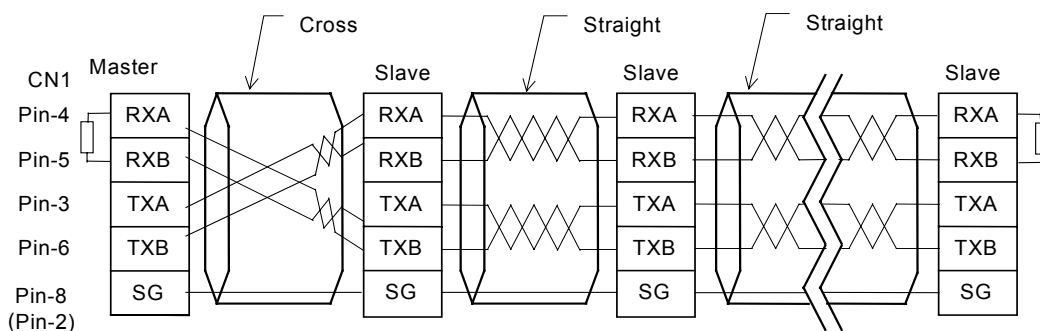 Cross
Straight
Straight
CN1
Master
Slave
Slave
Slave
Pin-4
RXA
RXA
RXA
RXA
Pin-5
RXB
RXB
RXB
RXB
Pin-3
TXA
TXA
TXA
TXA
Pin-6
TXB
TXB
TXB
TXB
Pin-8
SG
SG
SG
SG
(Pin-2)